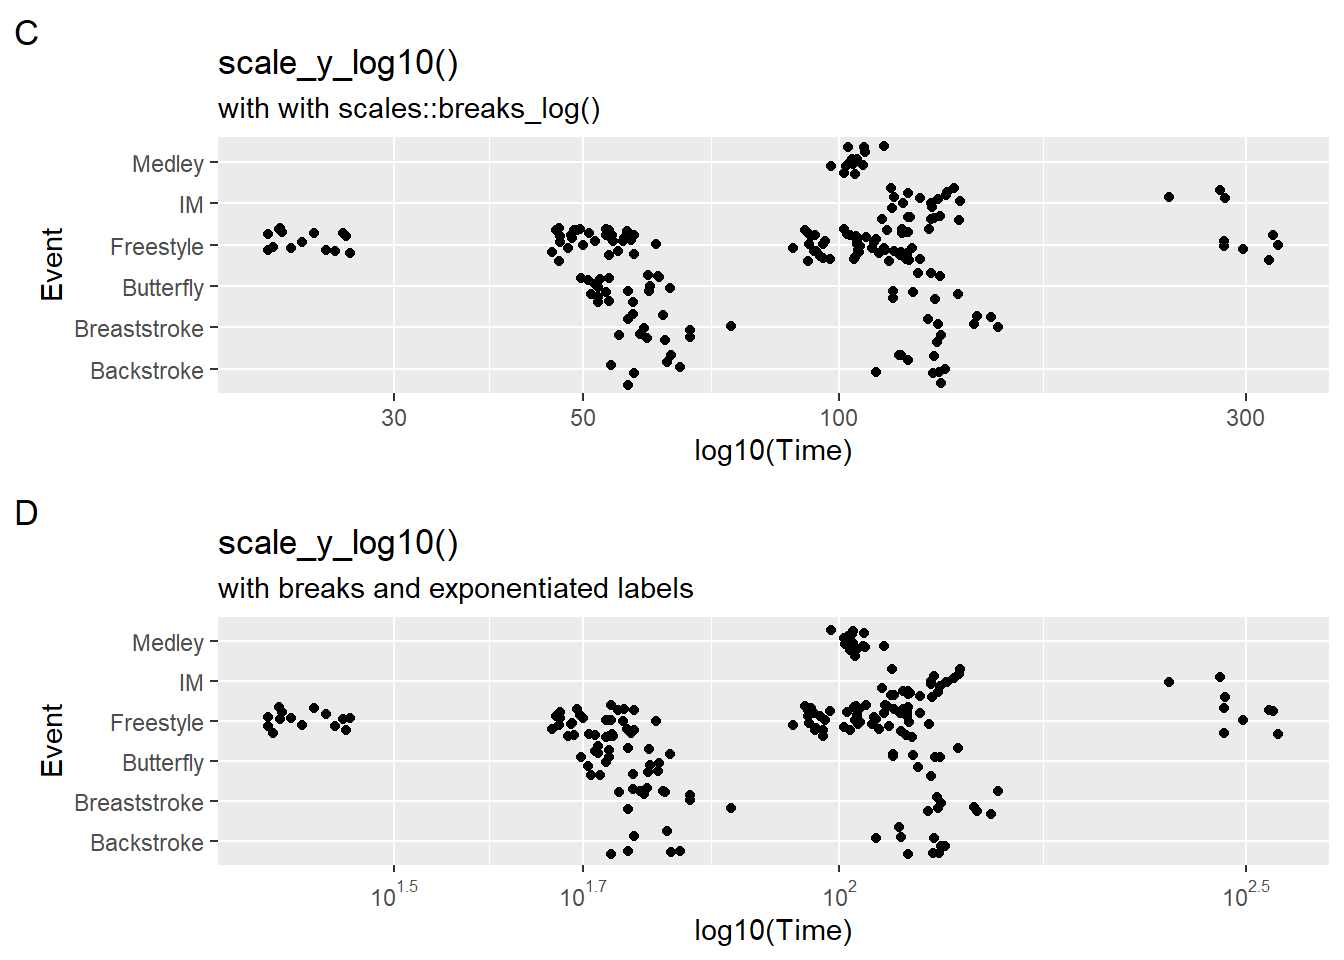 C
scale_y_log10()
with with scales::breaks_log()
Medley
IM
Freestyle
Butterfly
Breaststroke
Backstroke
Event
30 50 100 300
log10(Time)
D
scale_y_log10()
with breaks and exponentiated labels
Medley
IM
Freestyle
Butterfly
Breaststroke
Backstroke
Event
10^1.5 10^1.7 10^2 10^2.5
log10(Time)